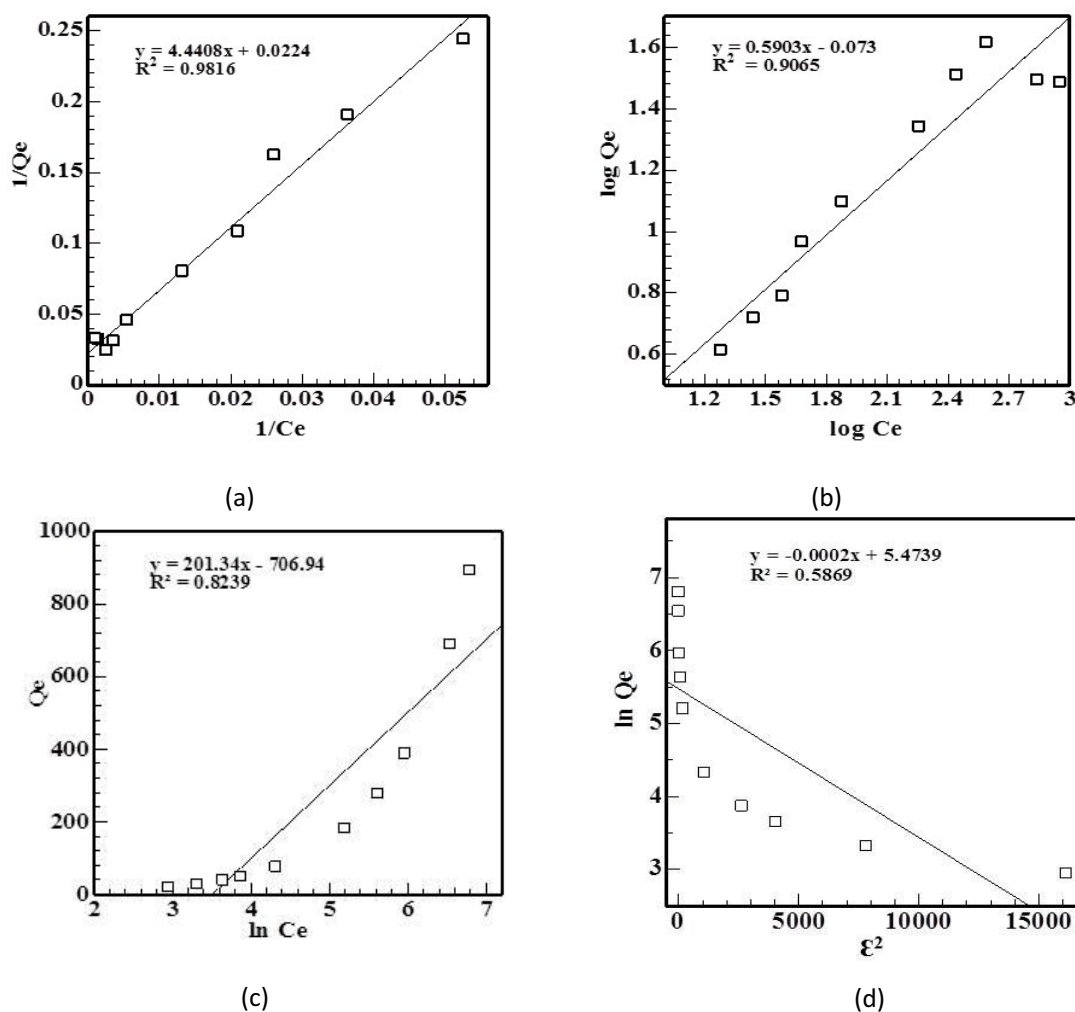 y = 4.4408x + 0.0224
R² = 0.9816
0.25
0.2
0.15
0.1
0.05
0
1/Qe
0 0.01 0.02 0.03 0.04 0.05
1/Ce
(a)
y = 0.5903x - 0.073
R² = 0.9065
1.6
1.4
1.2
1
0.8
0.6
log Qe
1.2 1.5 1.8 2.1 2.4 2.7 3
log Ce
(b)
y = 201.34x - 706.94
R² = 0.8239
1000
800
600
400
200
0
Qe
2 3 4 5 6 7
ln Ce
(c)
y = -0.0002x + 5.4739
R² = 0.5869
7
6
5
4
3
ln Qe
0 5000 10000 15000
ε²
(d)